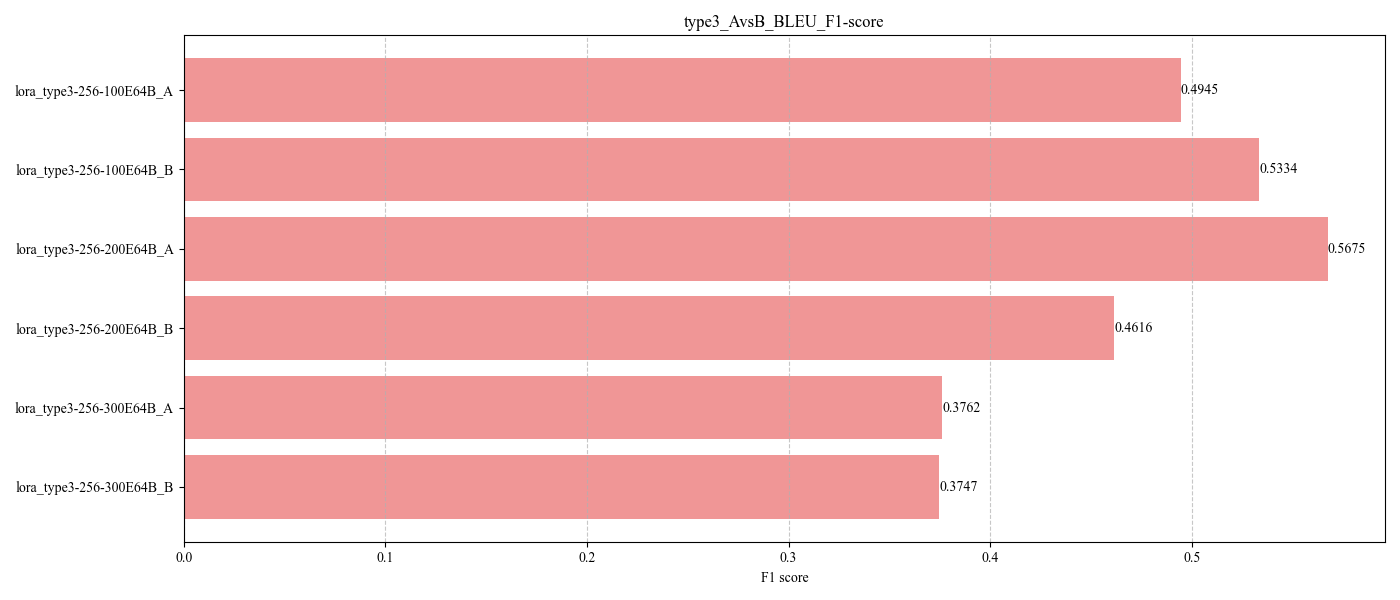 type3_AvsB_BLEU_F1-score
lora_type3-256-100E64B_A
0.4945
lora_type3-256-100E64B_B
0.5334
lora_type3-256-200E64B_A
0.5675
lora_type3-256-200E64B_B
0.4616
lora_type3-256-300E64B_A
0.3762
lora_type3-256-300E64B_B
0.3747
0.0 0.1 0.2 0.3 0.4 0.5
F1 score